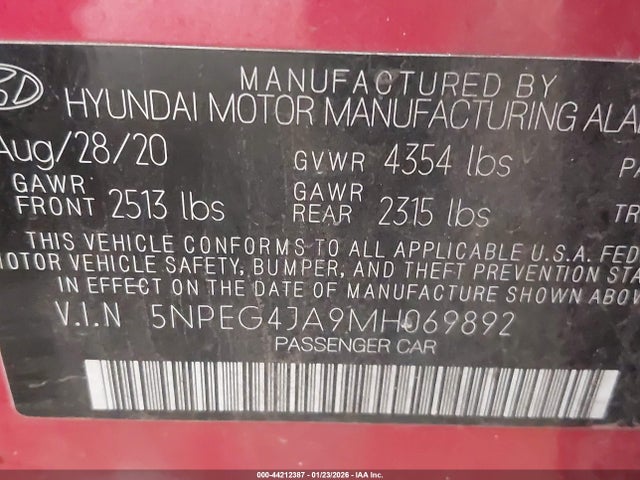 MANUFACTURED BY
HYUNDAI MOTOR MANUFACTURING ALA
Aug/28/20 GVWR 4354 lbs PA
GAWR FRONT 2513 lbs GAWR REAR 2315 lbs TR
THIS VEHICLE CONFORMS TO ALL APPLICABLE U.S.A. FED
MOTOR VEHICLE SAFETY, BUMPER, AND THEFT PREVENTION STA
IN EFFECT ON THE DATE OF MANUFACTURE SHOWN ABOV
V.I.N 5NPEG4JA9MH069892
PASSENGER CAR
000-44212387 - 01/23/2026 - IAA Inc.